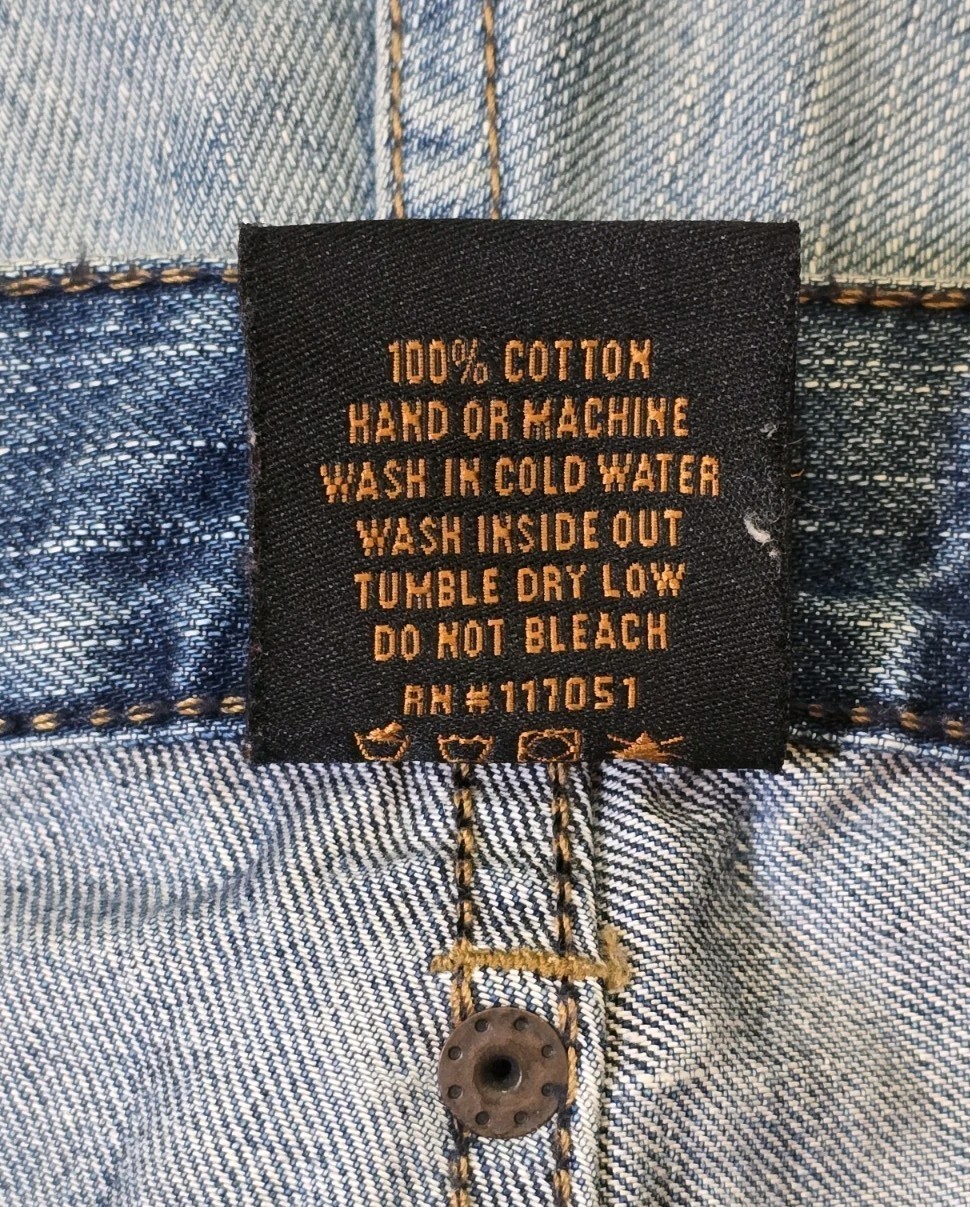 100% COTTON
HAND OR MACHINE
WASH IN COLD WATER
WASH INSIDE OUT
TUMBLE DRY LOW
DO NOT BLEACH
RN #117051